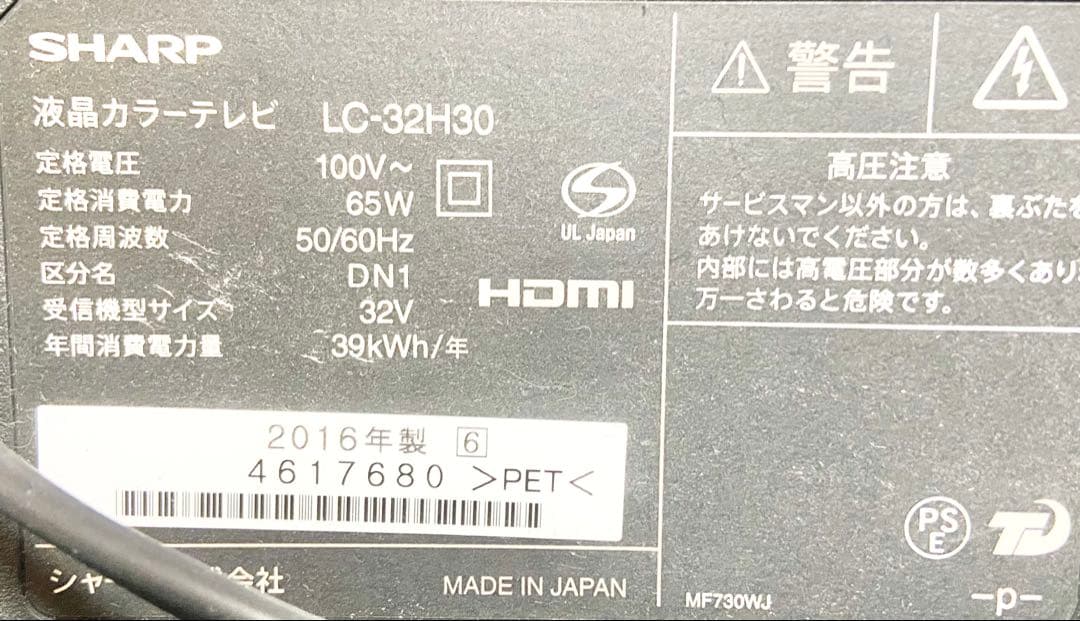 SHARP
液晶カラーテレビ LC-32H30
定格電圧 100V~
定格消費電力 65W
定格周波数 50/60Hz
区分名 DN1
受信機型サイズ 32V
年間消費電力量 39kWh/年
UL Japan
HDMI
2016年製 6
4617680 >PET<
シャー 会社 MADE IN JAPAN
警告
高圧注意
サービスマン以外の方は、裏ぶたを
あけないでください。
内部には高電圧部分が数多くあり
万一さわると危険です。
PS
E
MF730WJ
-p-